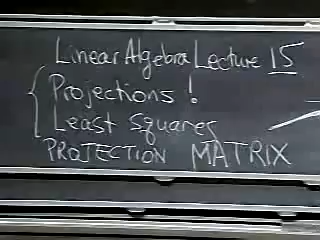 Linear Algebra Lecture 15
Projections!
Least Squares
PROJECTION MATRIX